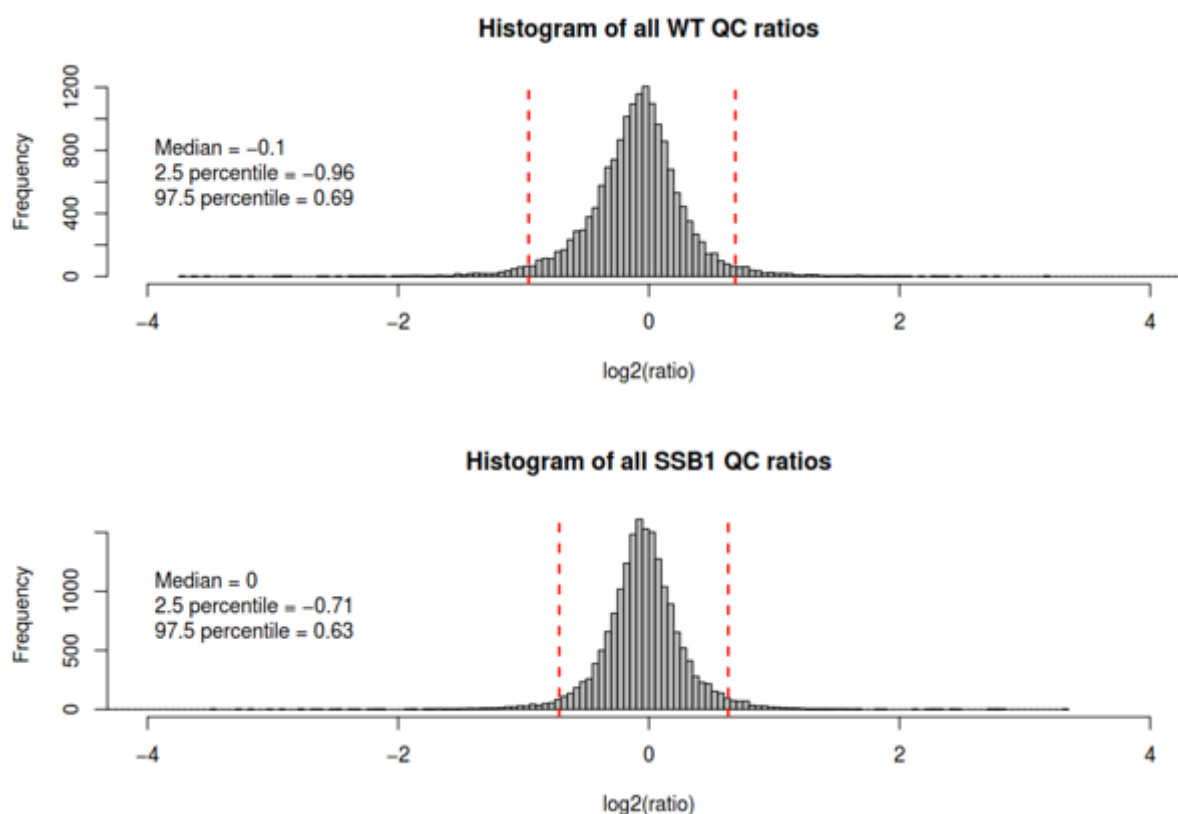 Histogram of all WT QC ratios
Frequency
1200
800
400
0
Median = −0.1
2.5 percentile = −0.96
97.5 percentile = 0.69
−4 −2 0 2 4
log2(ratio)
Histogram of all SSB1 QC ratios
Frequency
1000
500
0
Median = 0
2.5 percentile = −0.71
97.5 percentile = 0.63
−4 −2 0 2 4
log2(ratio)